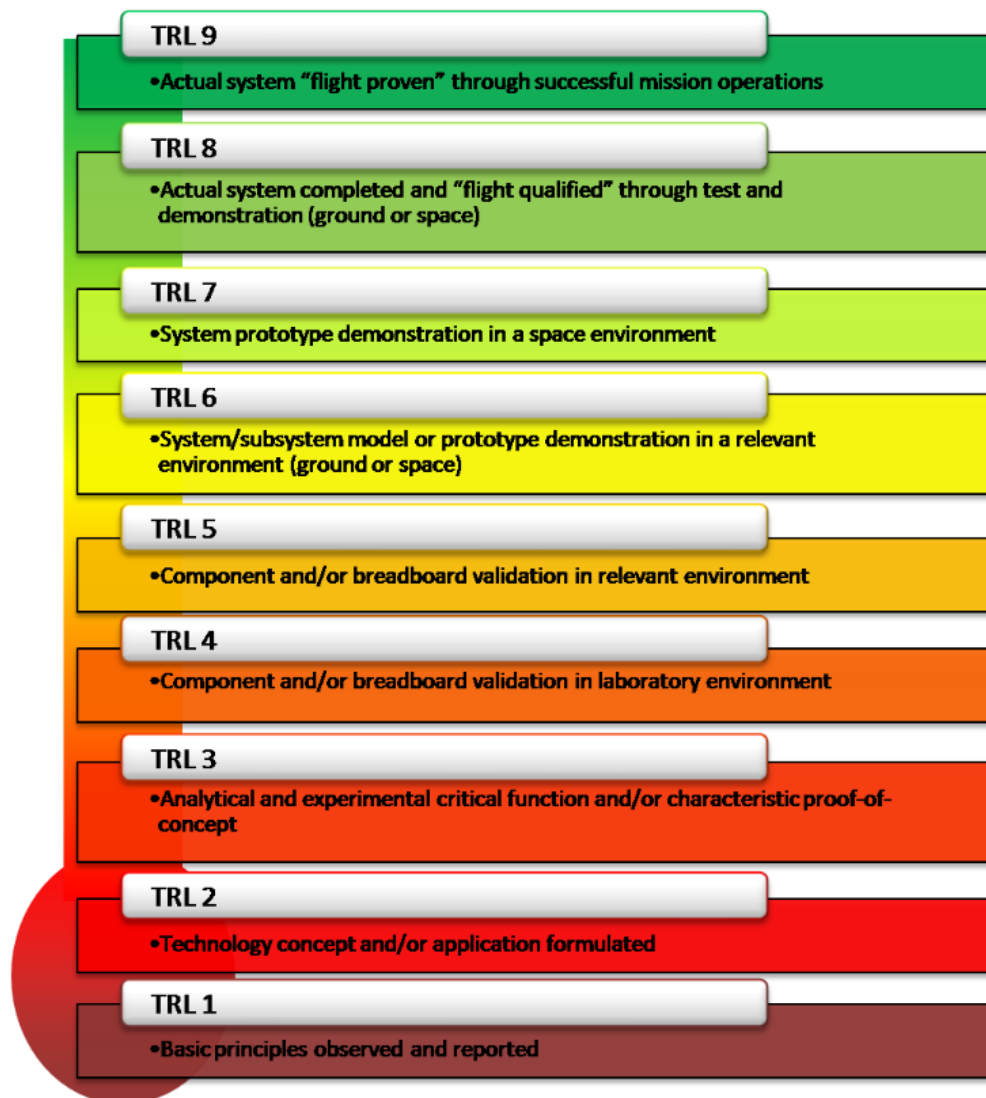 TRL 9
•Actual system “flight proven” through successful mission operations
TRL 8
•Actual system completed and “flight qualified” through test and
demonstration (ground or space)
TRL 7
•System prototype demonstration in a space environment
TRL 6
•System/subsystem model or prototype demonstration in a relevant
environment (ground or space)
TRL 5
•Component and/or breadboard validation in relevant environment
TRL 4
•Component and/or breadboard validation in laboratory environment
TRL 3
•Analytical and experimental critical function and/or characteristic proof-of-
concept
TRL 2
•Technology concept and/or application formulated
TRL 1
•Basic principles observed and reported